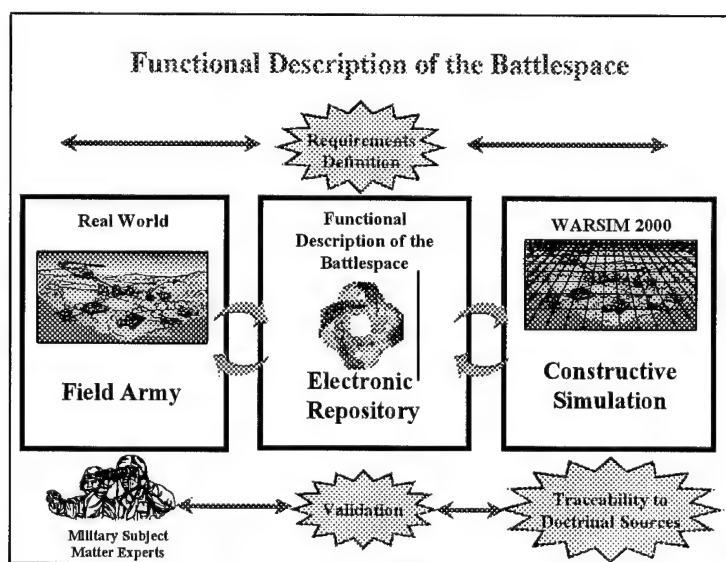 Functional Description of the Battlespace
Requirements
Definition
Real World
Field Army
Functional
Description of the
Battlespace
Electronic
Repository
WARSIM 2000
Constructive
Simulation
Military Subject
Matter Experts
Validation
Traceability to
Doctrinal Sources